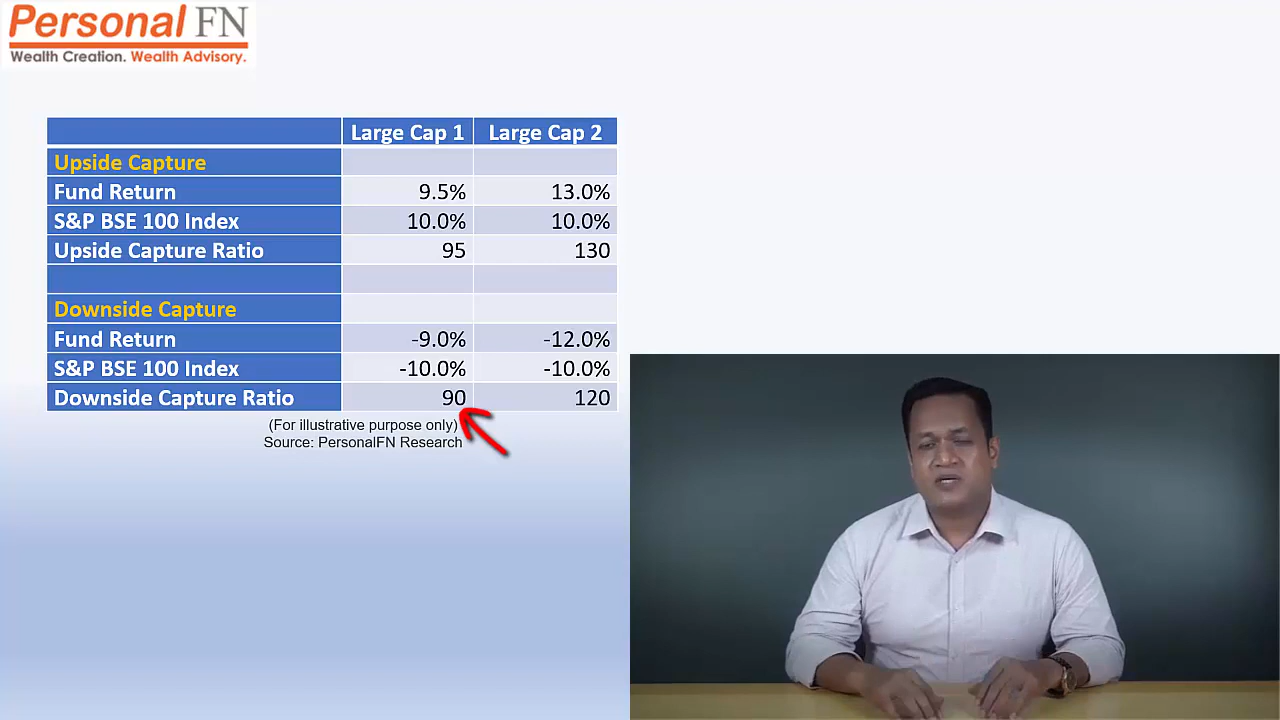 Personal FN
Wealth Creation. Wealth Advisory.
Large Cap 1 Large Cap 2
Upside Capture
Fund Return 9.5% 13.0%
S&P BSE 100 Index 10.0% 10.0%
Upside Capture Ratio 95 130
Downside Capture
Fund Return -9.0% -12.0%
S&P BSE 100 Index -10.0% -10.0%
Downside Capture Ratio 90 120
(For illustrative purpose only)
Source: PersonalFN Research